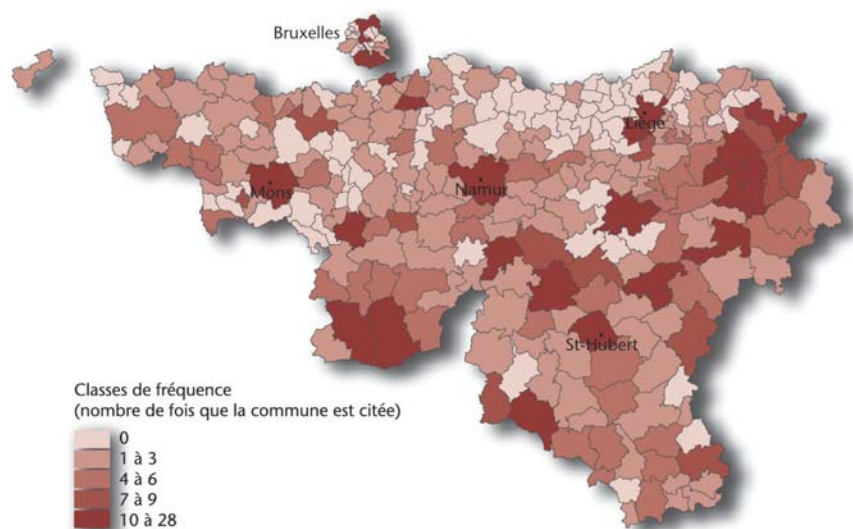 Bruxelles
Liège
Mons
Namur
St-Hubert
Classes de fréquence
(nombre de fois que la commune est citée)
0
1 à 3
4 à 6
7 à 9
10 à 28